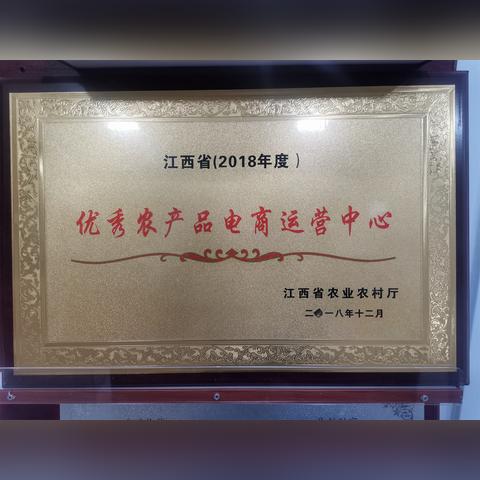 江西省(2018年度)
优秀农产品电商运营中心
江西省农业农村厅
二〇一八年十二月